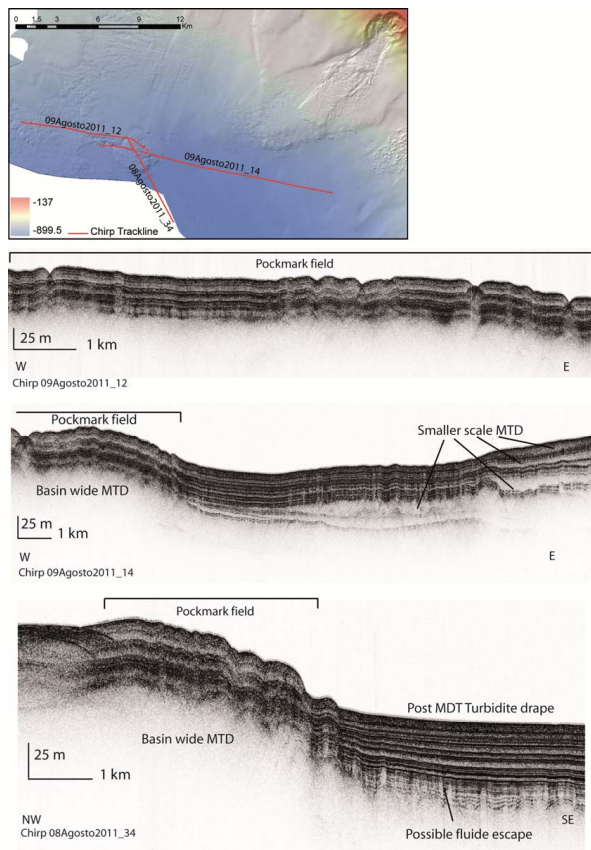 0 1.5 3 6 9 12
Km
09Agosto2011_12
09Agosto2011_14
08Agosto2011_34
-137
-899.5
Chirp Trackline
Pockmark field
25 m
1 km
W
E
Chirp 09Agosto2011_12
Pockmark field
Smaller scale MTD
Basin wide MTD
25 m
1 km
W
E
Chirp 09Agosto2011_14
Pockmark field
Post MDT Turbidite drape
Basin wide MTD
25 m
1 km
NW
SE
Chirp 08Agosto2011_34
Possible fluide escape